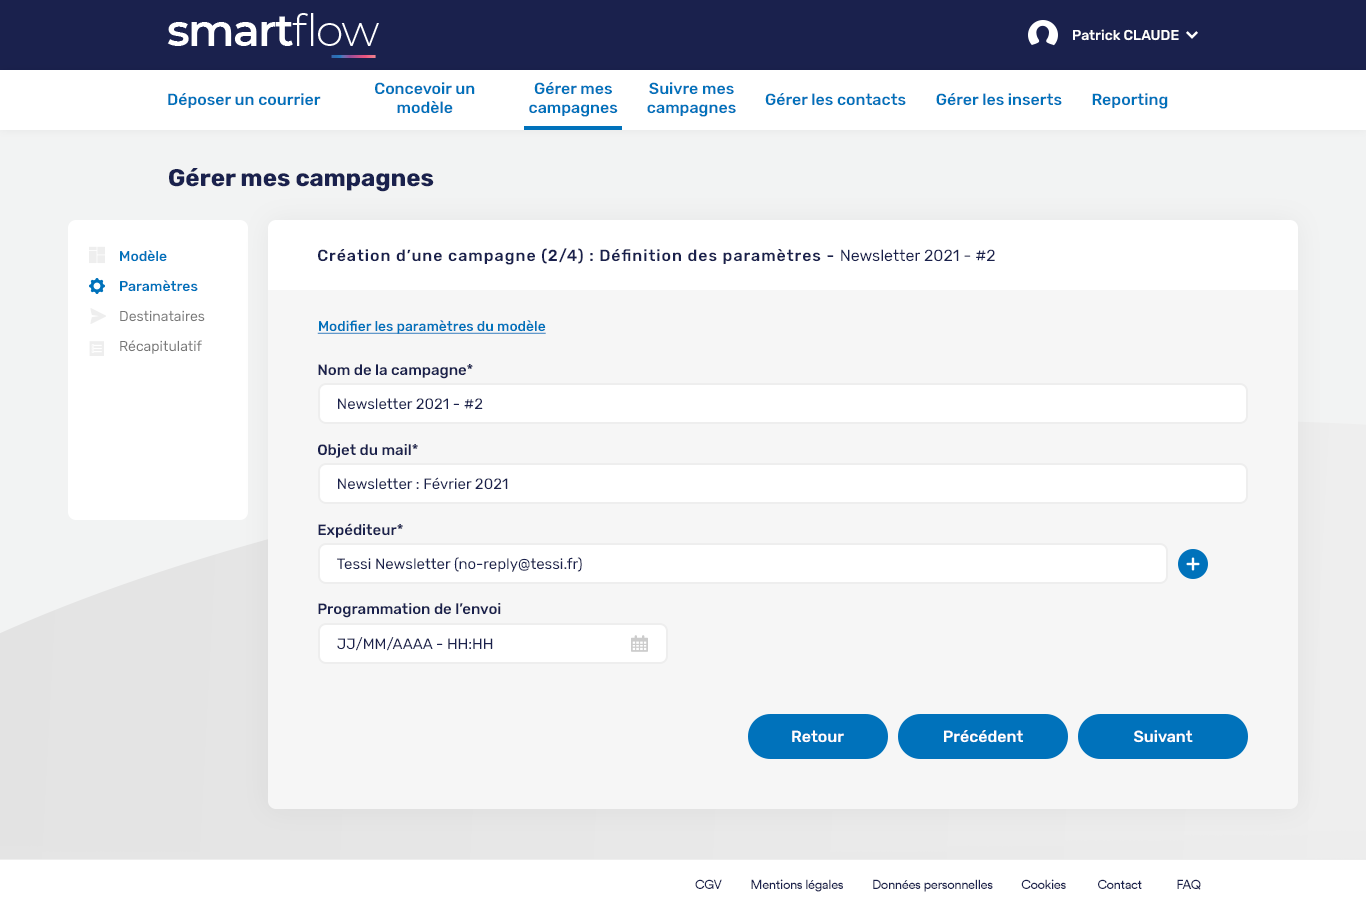 smartflow
Patrick CLAUDE
Déposer un courrier
Concevoir un
modèle
Gérer mes
campagnes
Suivre mes
campagnes
Gérer les contacts
Gérer les inserts
Reporting
Gérer mes campagnes
Modèle
Paramètres
Destinataires
Récapitulatif
Création d’une campagne (2/4) : Définition des paramètres - Newsletter 2021 - #2
Modifier les paramètres du modèle
Nom de la campagne*
Newsletter 2021 - #2
Objet du mail*
Newsletter : Février 2021
Expéditeur*
Tessi Newsletter (no-reply@tessi.fr)
Programmation de l’envoi
JJ/MM/AAAA - HH:HH
Retour
Précédent
Suivant
CGV
Mentions légales
Données personnelles
Cookies
Contact
FAQ